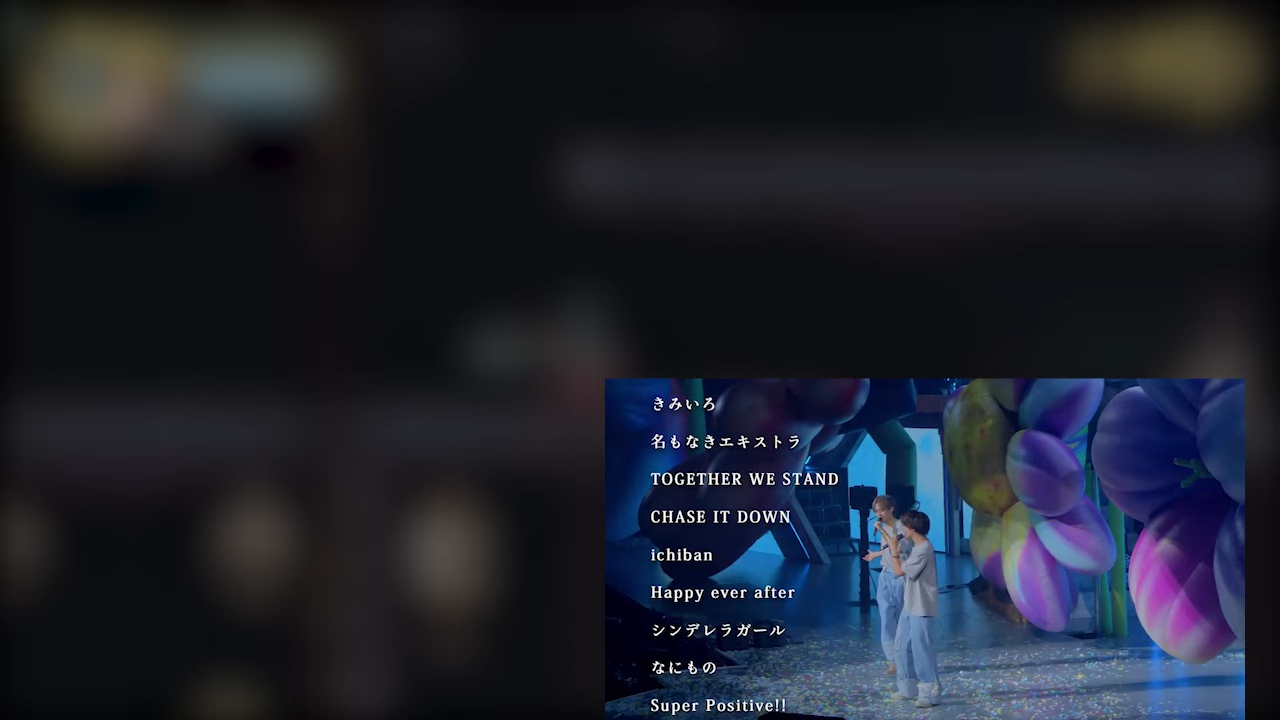 きみいろ
名もなきエキストラ
TOGETHER WE STAND
CHASE IT DOWN
ichiban
Happy ever after
シンデレラガール
なにもの
Super Positive!!